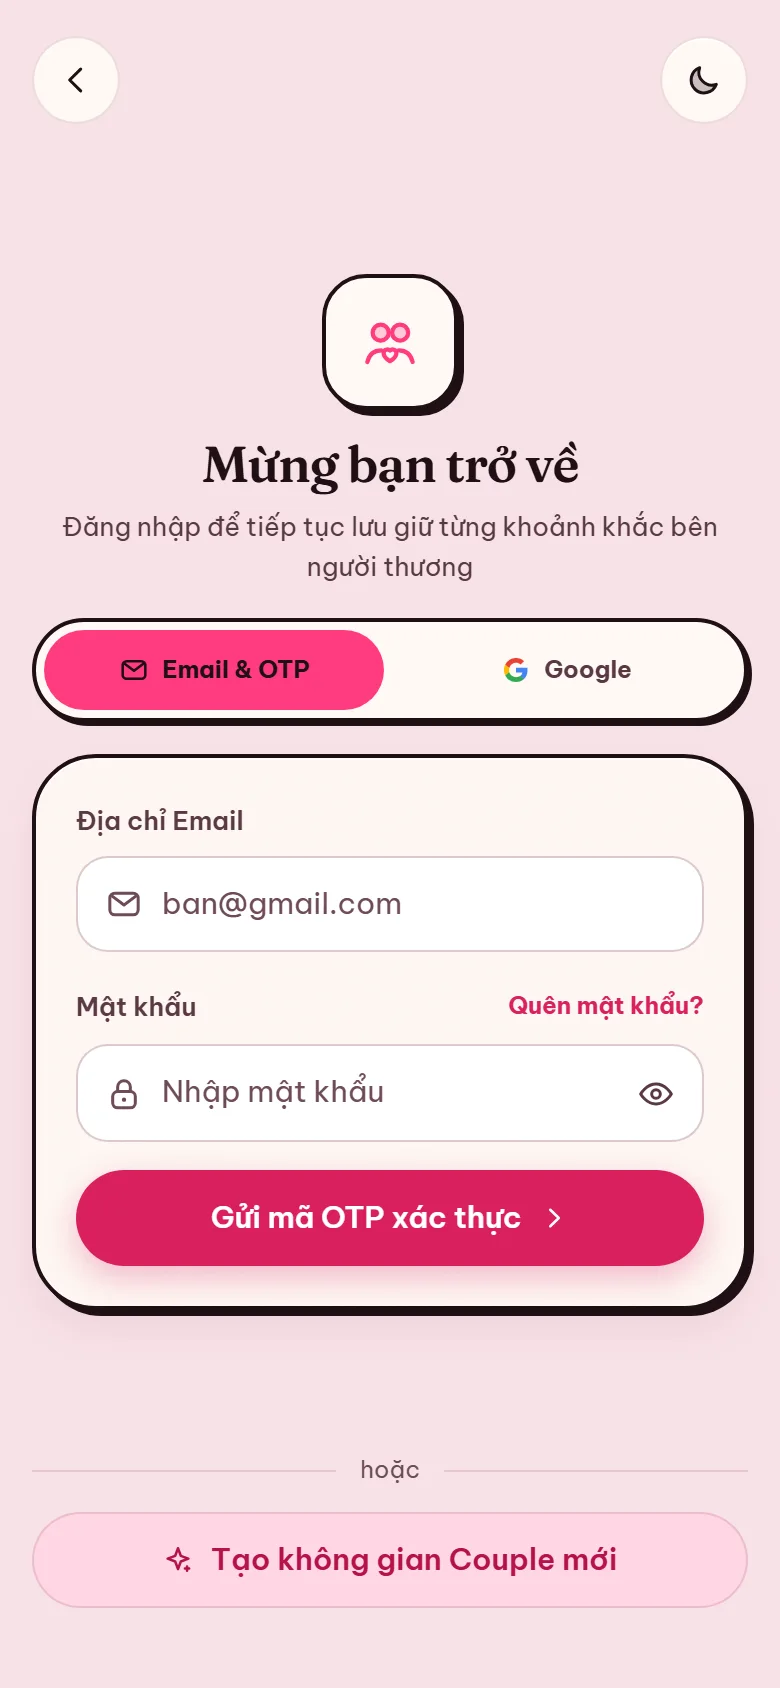 Mừng bạn trở về
Đăng nhập để tiếp tục lưu giữ từng khoảnh khắc bên
người thương
Email & OTP
Google
Địa chỉ Email
ban@gmail.com
Mật khẩu
Quên mật khẩu?
Nhập mật khẩu
Gửi mã OTP xác thực
hoặc
Tạo không gian Couple mới